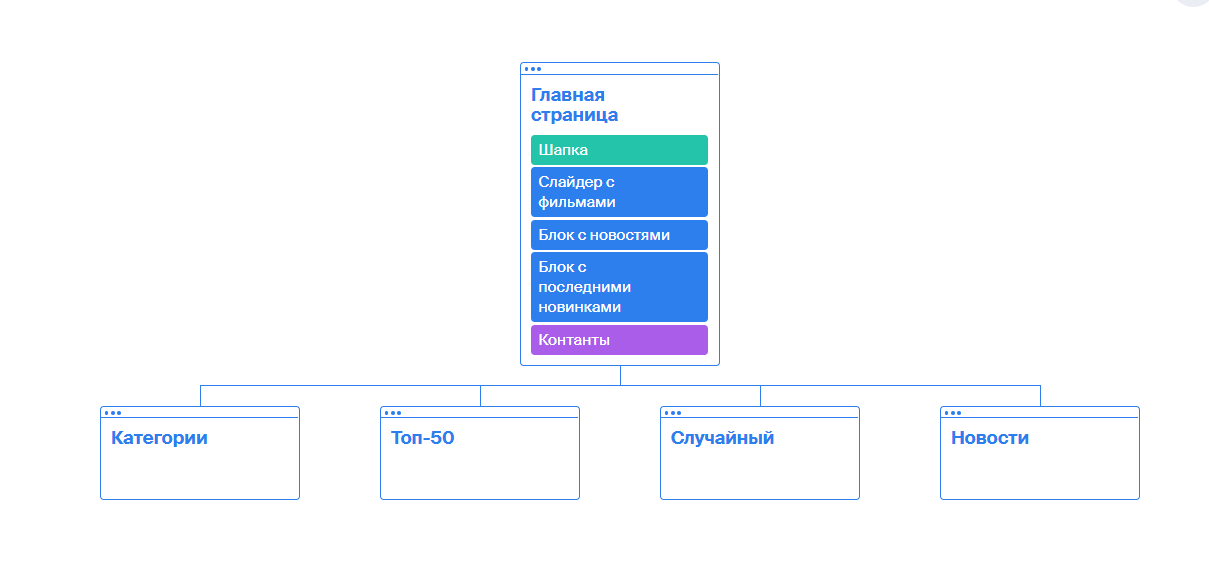 Главная
страница
Шапка
Слайдер с
фильмами
Блок с новостями
Блок с
последними
новинками
Контанты
Категории
Топ-50
Случайный
Новости